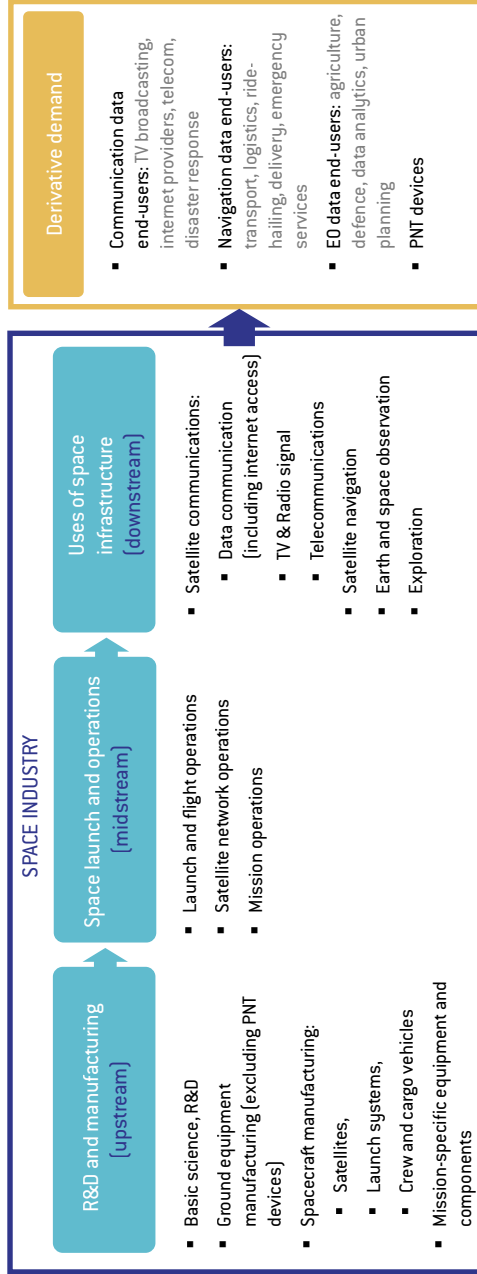 SPACE INDUSTRY
R&D and manufacturing
(upstream)
▪ Basic science, R&D
▪ Ground equipment
manufacturing (excluding PNT
devices)
▪ Spacecraft manufacturing:
▪ Satellites,
▪ Launch systems,
▪ Crew and cargo vehicles
▪ Mission-specific equipment and
components
Space launch and operations
(midstream)
▪ Launch and flight operations
▪ Satellite network operations
▪ Mission operations
Uses of space
infrastructure
(downstream)
▪ Satellite communications:
▪ Data communication
(including internet access)
▪ TV & Radio signal
▪ Telecommunications
▪ Satellite navigation
▪ Earth and space observation
▪ Exploration
Derivative demand
▪ Communication data
end-users: TV broadcasting,
internet providers, telecom,
disaster response
▪ Navigation data end-users:
transport, logistics, ride-
hailing, delivery, emergency
services
▪ EO data end-users: agriculture,
defence, data analytics, urban
planning
▪ PNT devices